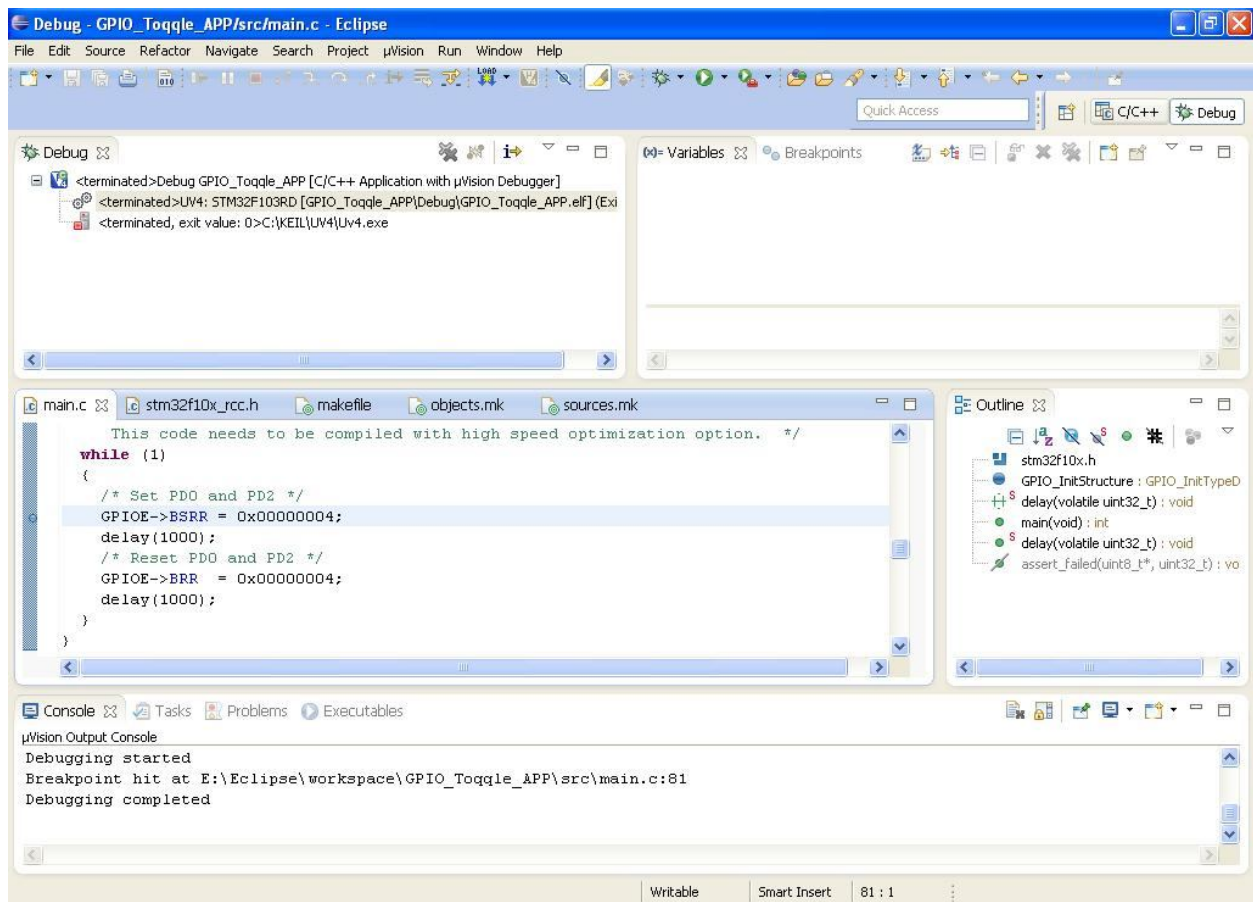 Debug - GPIO_Toqqle_APP/src/main.c - Eclipse
File Edit Source Refactor Navigate Search Project µVision Run Window Help
Quick Access
C/C++
Debug
Debug
<terminated>Debug GPIO_Toqqle_APP [C/C++ Application with µVision Debugger]
<terminated>UV4: STM32F103RD [GPIO_Toqqle_APP\Debug\GPIO_Toqqle_APP.elf] (Exi
<terminated, exit value: 0>C:\KEIL\UV4\Uv4.exe
(x)= Variables
Breakpoints
main.c
stm32f10x_rcc.h
makefile
objects.mk
sources.mk
This code needs to be compiled with high speed optimization option. */
while (1)
{
/* Set PD0 and PD2 */
GPIOE->BSRR = 0x00000004;
delay(1000);
/* Reset PD0 and PD2 */
GPIOE->BRR = 0x00000004;
delay(1000);
}
}
Outline
stm32f10x.h
GPIO_InitStructure : GPIO_InitTypeD
delay(volatile uint32_t) : void
main(void) : int
delay(volatile uint32_t) : void
assert_failed(uint8_t*, uint32_t) : vo
Console
Tasks
Problems
Executables
µVision Output Console
Debugging started
Breakpoint hit at E:\Eclipse\workspace\GPIO_Toqqle_APP\src\main.c:81
Debugging completed
Writable
Smart Insert
81 : 1